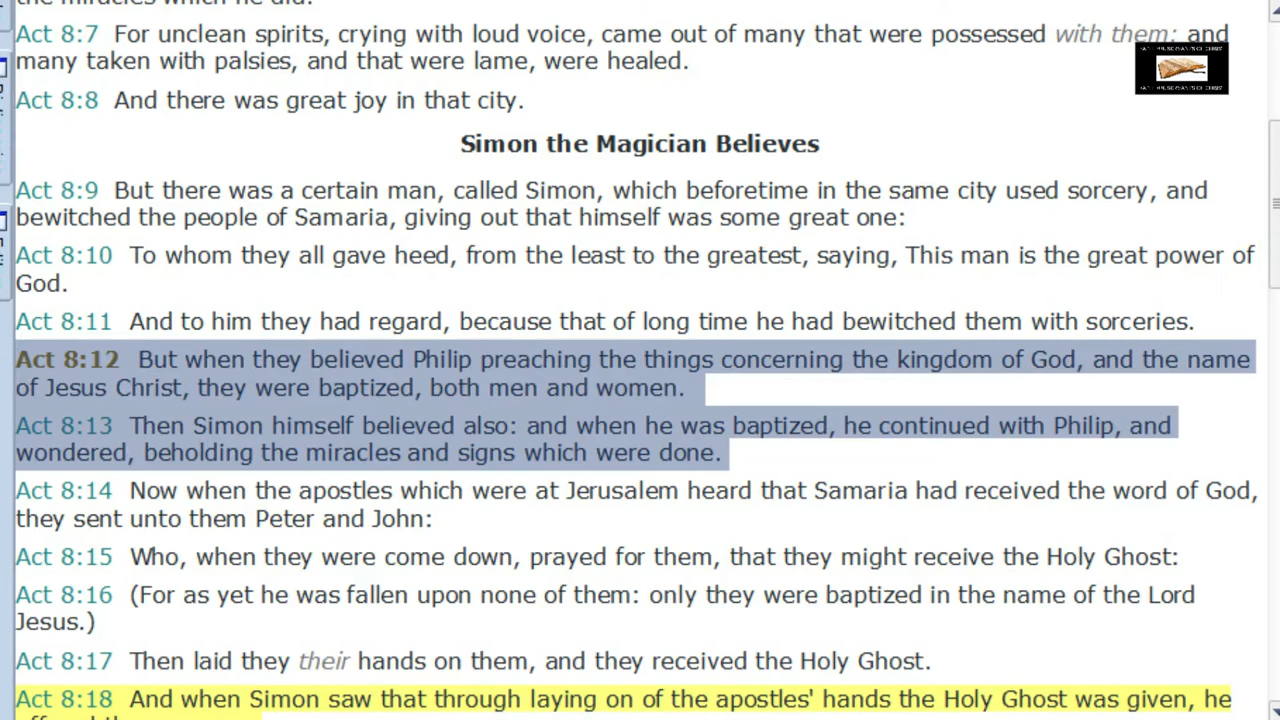 the miracles which he did.
Act 8:7 For unclean spirits, crying with loud voice, came out of many that were possessed with them: and
many taken with palsies, and that were lame, were healed.
Act 8:8 And there was great joy in that city.
Simon the Magician Believes
Act 8:9 But there was a certain man, called Simon, which beforetime in the same city used sorcery, and
bewitched the people of Samaria, giving out that himself was some great one:
Act 8:10 To whom they all gave heed, from the least to the greatest, saying, This man is the great power of
God.
Act 8:11 And to him they had regard, because that of long time he had bewitched them with sorceries.
Act 8:12 But when they believed Philip preaching the things concerning the kingdom of God, and the name
of Jesus Christ, they were baptized, both men and women.
Act 8:13 Then Simon himself believed also: and when he was baptized, he continued with Philip, and
wondered, beholding the miracles and signs which were done.
Act 8:14 Now when the apostles which were at Jerusalem heard that Samaria had received the word of God,
they sent unto them Peter and John:
Act 8:15 Who, when they were come down, prayed for them, that they might receive the Holy Ghost:
Act 8:16 (For as yet he was fallen upon none of them: only they were baptized in the name of the Lord
Jesus.)
Act 8:17 Then laid they their hands on them, and they received the Holy Ghost.
Act 8:18 And when Simon saw that through laying on of the apostles' hands the Holy Ghost was given, he